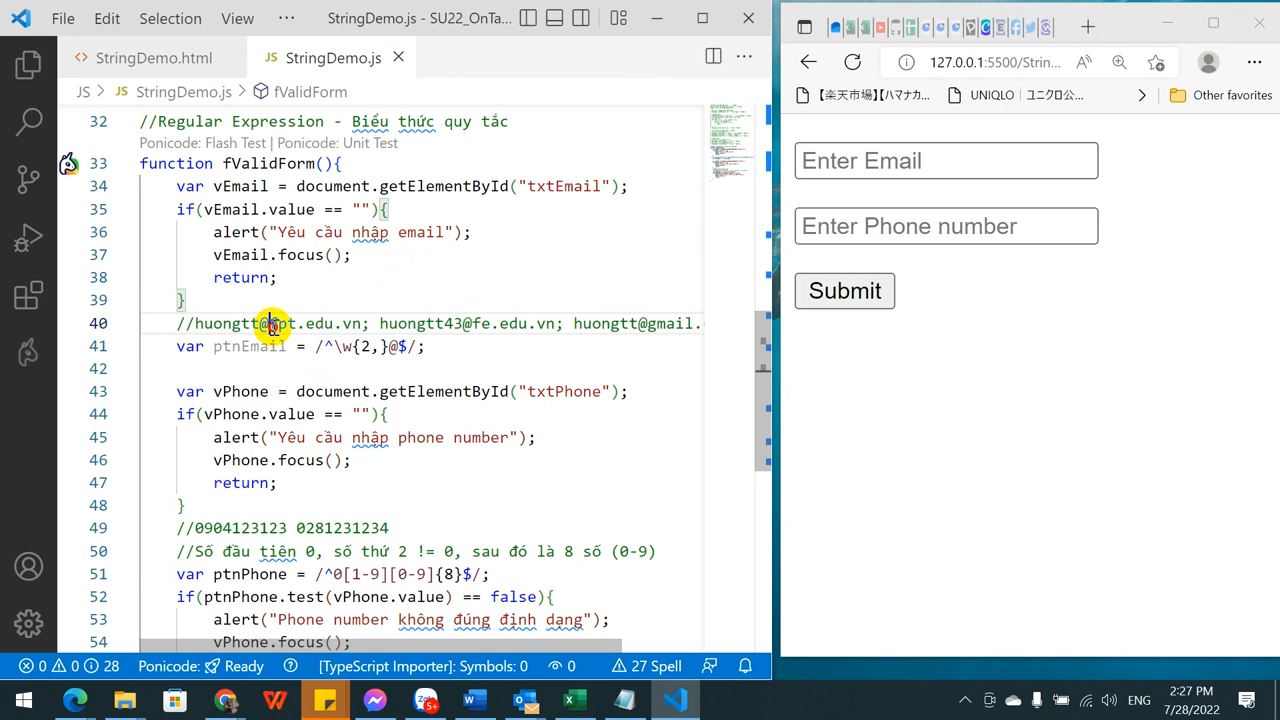 File Edit Selection View ··· StringDemo.js - SU22_OnTa...
StringDemo.html JS StringDemo.js
JS > JS StringDemo.js > fValidForm
32 //Regular Expression - Biểu thức quy tắc
Ponicode: Flash Test | Ponicode: Unit Test
33 function fValidForm(){
34 var vEmail = document.getElementById("txtEmail");
35 if(vEmail.value == ""){
36 alert("Yêu cầu nhập email");
37 vEmail.focus();
38 return;
39 }
40 //huongtt@fpt.edu.vn; huongtt43@fe.edu.vn; huongtt@gmail.
41 var ptnEmail = /^\w{2,}@$/;
42
43 var vPhone = document.getElementById("txtPhone");
44 if(vPhone.value == ""){
45 alert("Yêu cầu nhập phone number");
46 vPhone.focus();
47 return;
48 }
49 //0904123123 0281231234
50 //Số đầu tiên 0, số thứ 2 != 0, sau đó là 8 số (0-9)
51 var ptnPhone = /^0[1-9][0-9]{8}$/;
52 if(ptnPhone.test(vPhone.value) == false){
53 alert("Phone number không đúng định dạng");
54 vPhone.focus();
0 0 28 Ponicode: Ready [TypeScript Importer]: Symbols: 0 0 27 Spell
127.0.0.1:5500/Strin...
【楽天市場】【ハマナカ... UNIQLO | ユニクロ公... Other favorites
Enter Email
Enter Phone number
Submit
5+ ENG 2:27 PM
7/28/2022